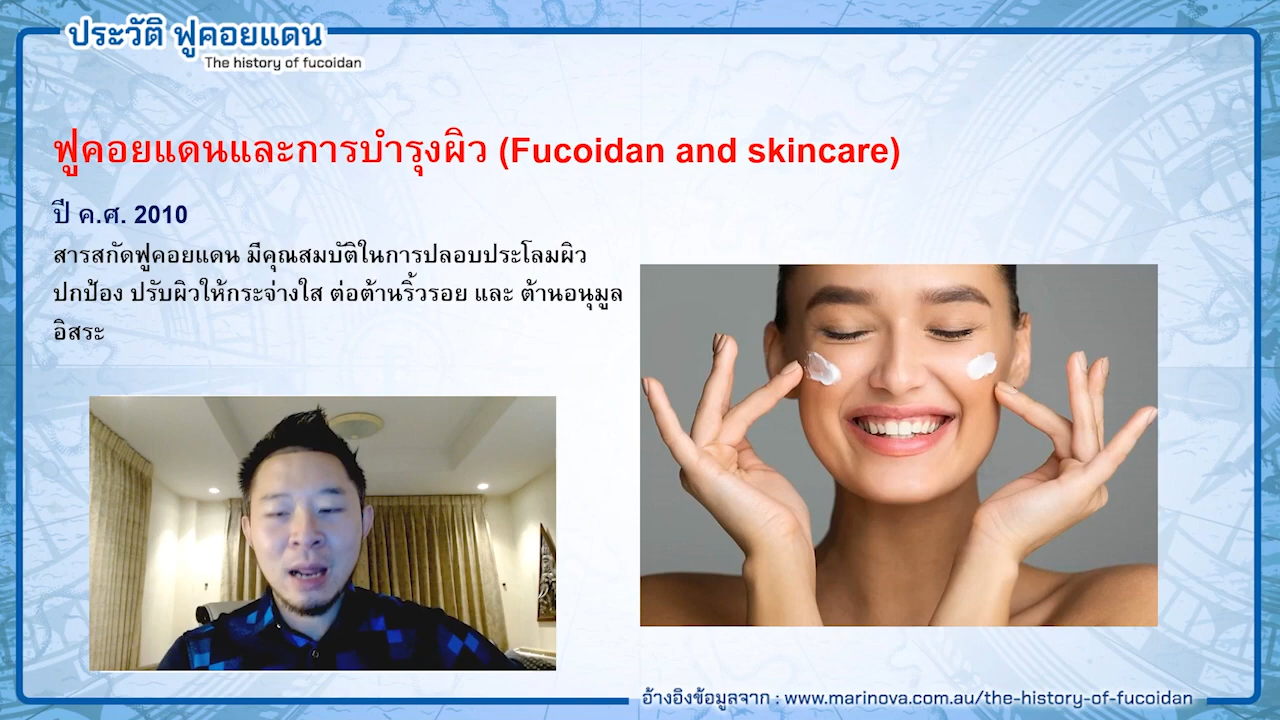 ประวัติ ฟูคอยแดน
The history of fucoidan
ฟูคอยแดนและการบำรุงผิว (Fucoidan and skincare)
ปี ค.ศ. 2010
สารสกัดฟูคอยแดน มีคุณสมบัติในการปลอบประโลมผิว
ปกป้อง ปรับผิวให้กระจ่างใส ต่อต้านริ้วรอย และ ต้านอนุมูล
อิสระ
อ้างอิงข้อมูลจาก : www.marinova.com.au/the-history-of-fucoidan